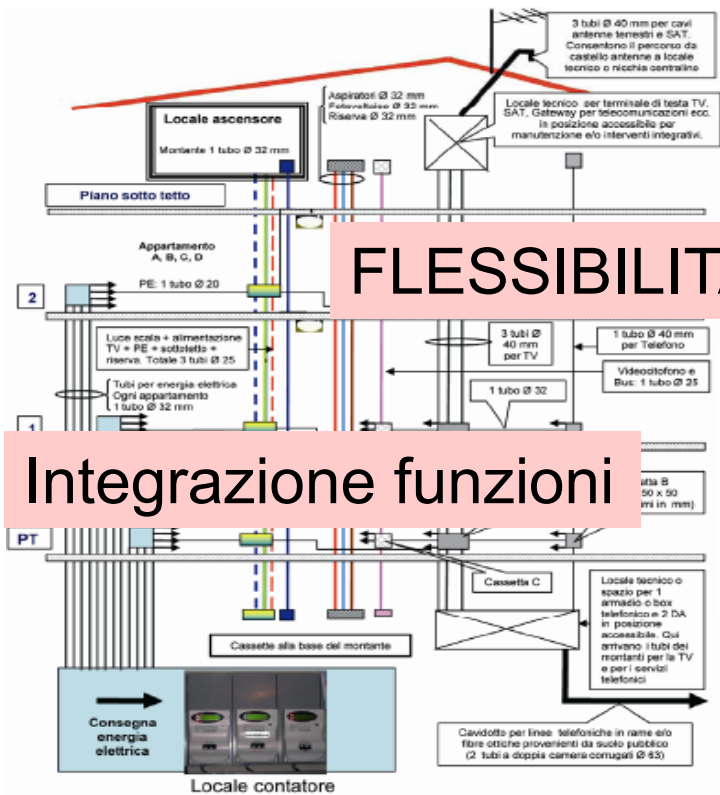 3 tubi Ø 40 mm per cavi
antenne terrestri e SAT.
Consentono il percorso da
castello antenne a locale
tecnico o nicchia centralino
Aspiratori Ø 32 mm
Fotovoltaico Ø 32 mm
Riserva Ø 32 mm
Locale ascensore
Montante 1 tubo Ø 32 mm
Locale tecnico per terminale di testa TV.
SAT, Gateway per telecomunicazioni ecc.
in posizione accessibile per
manutenzione e/o interventi integrativi.
Piano sotto tetto
Appartamento
A, B, C, D
FLESSIBILITA
PE: 1 tubo Ø 20
2
Luce scala + alimentazione
TV + PE + sottotetto +
riserva. Totale 3 tubi Ø 25
3 tubi Ø
40 mm
per TV
1 tubo Ø 40 mm
per Telefono
Videocitofono e
Bus: 1 tubo Ø 25
Tubi per energia elettrica
Ogni appartamento
1 tubo Ø 32 mm
1 tubo Ø 32
1
Integrazione funzioni
B
50 x 50
in mm)
PT
Cassetta C
Locale tecnico o
spazio per 1
armadio o box
telefonico e 2 DA
in posizione
accessibile. Qui
arrivano i tubi dei
montanti per la TV
e per i servizi
telefonici
Cassette alla base del montante
Consegna
energia
elettrica
Cavidotto per linee telefoniche in rame e/o
fibre ottiche provenienti da suolo pubblico
(2 tubi a doppia camera corrugati Ø 63)
Locale contatore